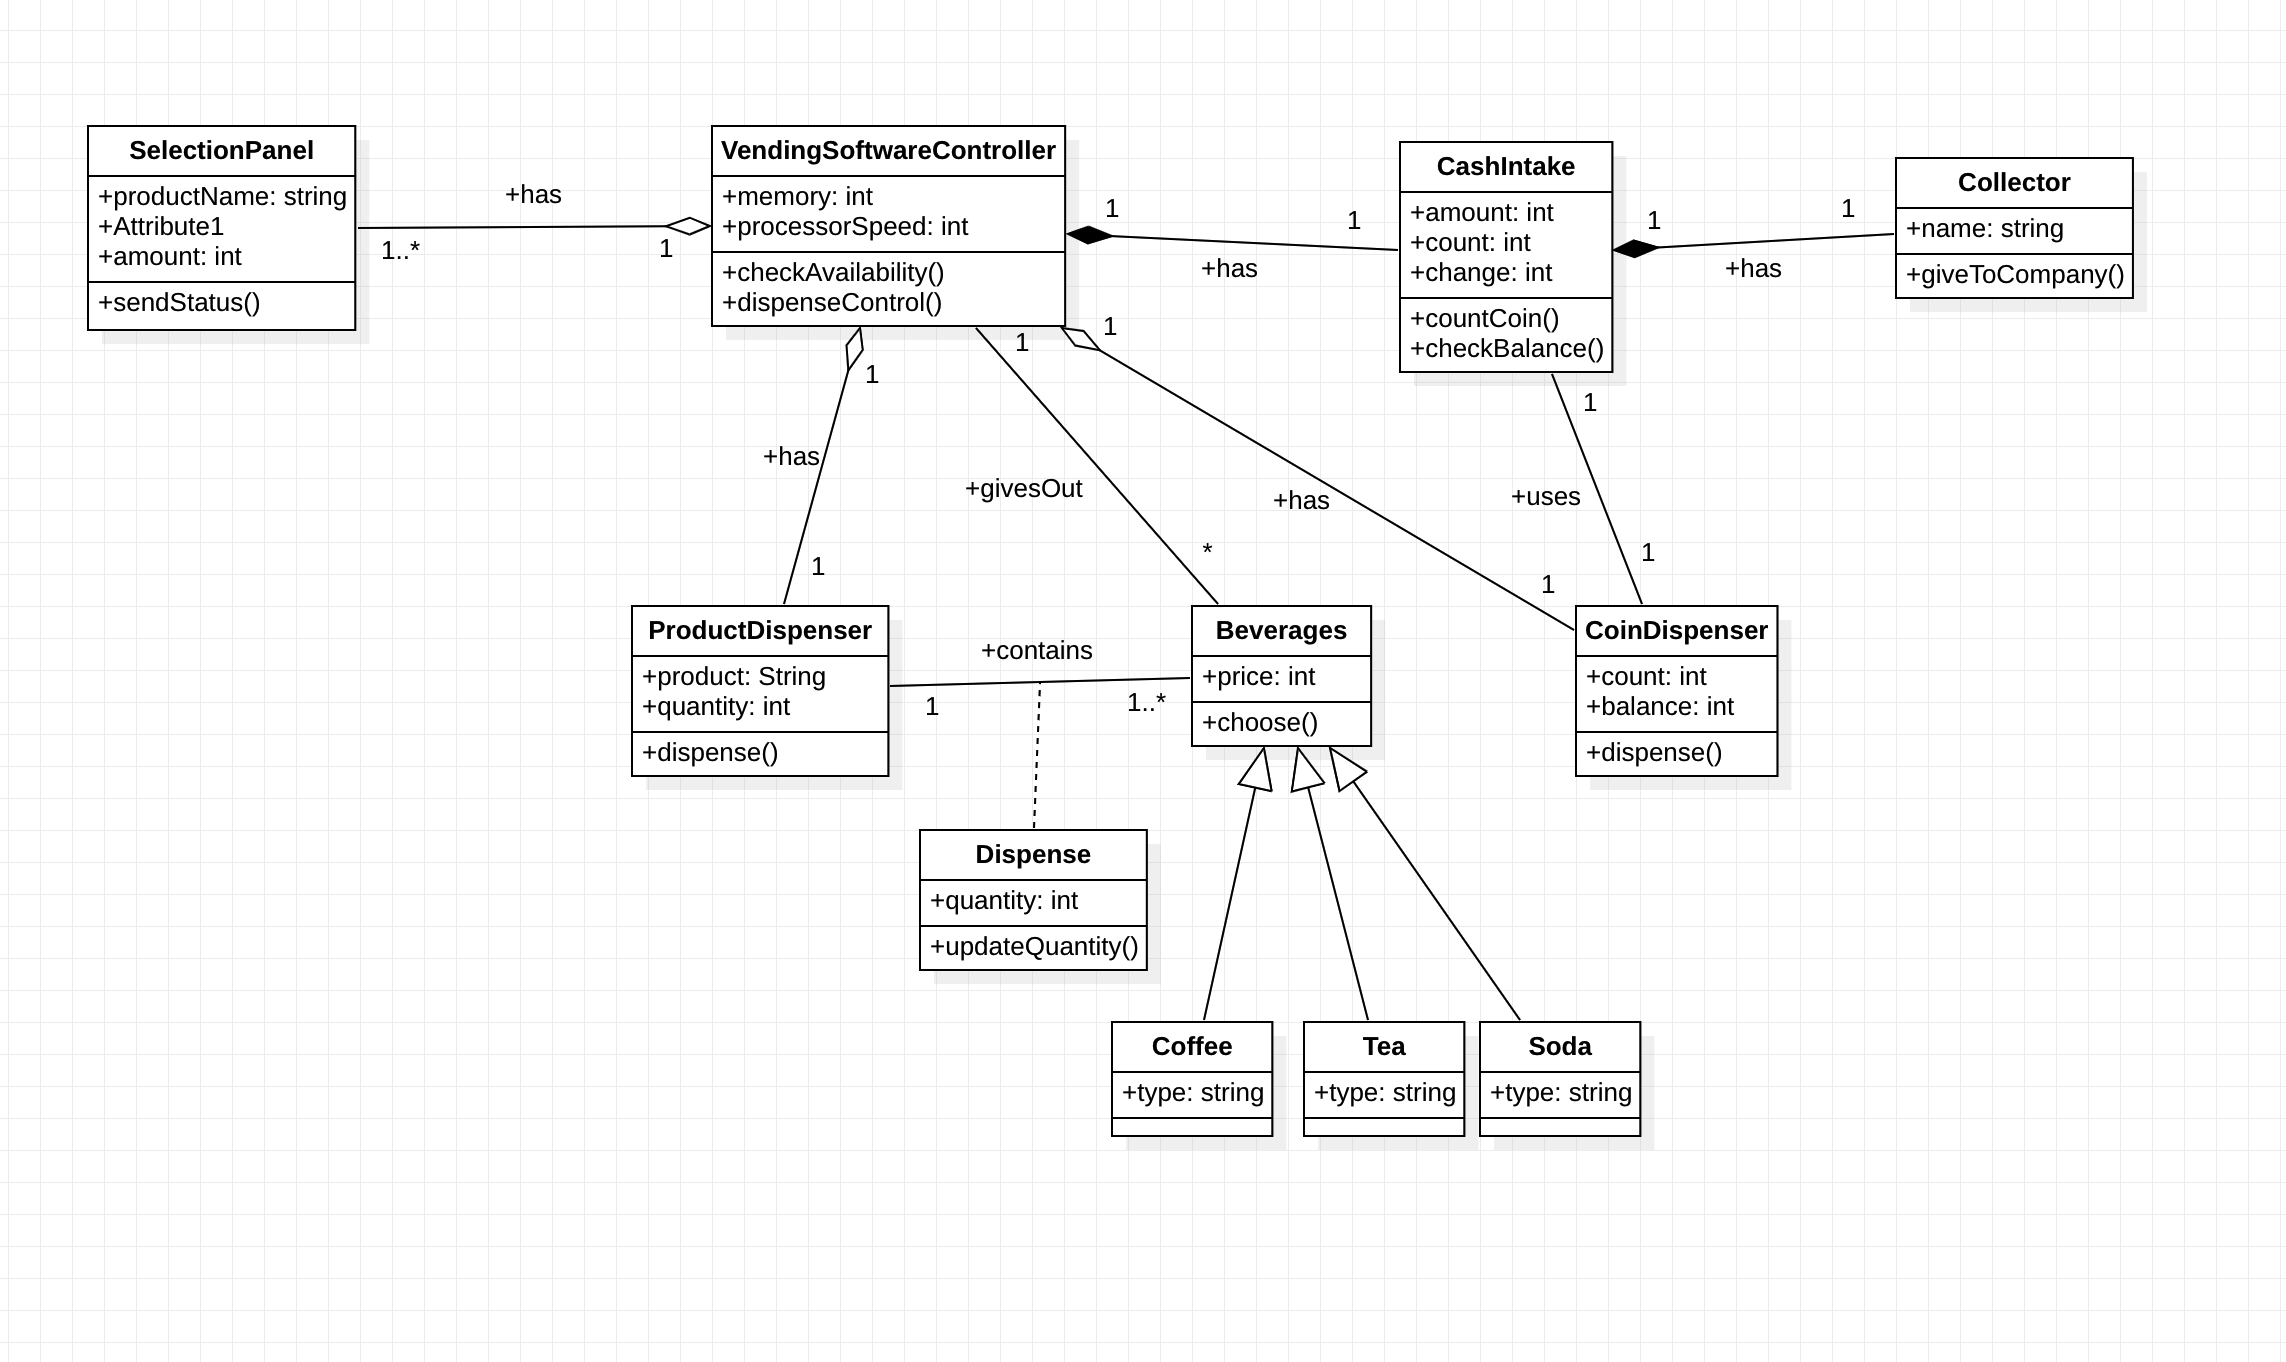 SelectionPanel
+productName: string
+Attribute1
+amount: int
+sendStatus()
+has
1..*
1
VendingSoftwareController
+memory: int
+processorSpeed: int
+checkAvailability()
+dispenseControl()
1
1
+has
CashIntake
+amount: int
+count: int
+change: int
+countCoin()
+checkBalance()
1
1
+has
Collector
+name: string
+giveToCompany()
1
+has
1
1
+givesOut
*
1
+has
1
1
+uses
1
ProductDispenser
+product: String
+quantity: int
+dispense()
+contains
1
1..*
Beverages
+price: int
+choose()
CoinDispenser
+count: int
+balance: int
+dispense()
Dispense
+quantity: int
+updateQuantity()
Coffee
+type: string
Tea
+type: string
Soda
+type: string